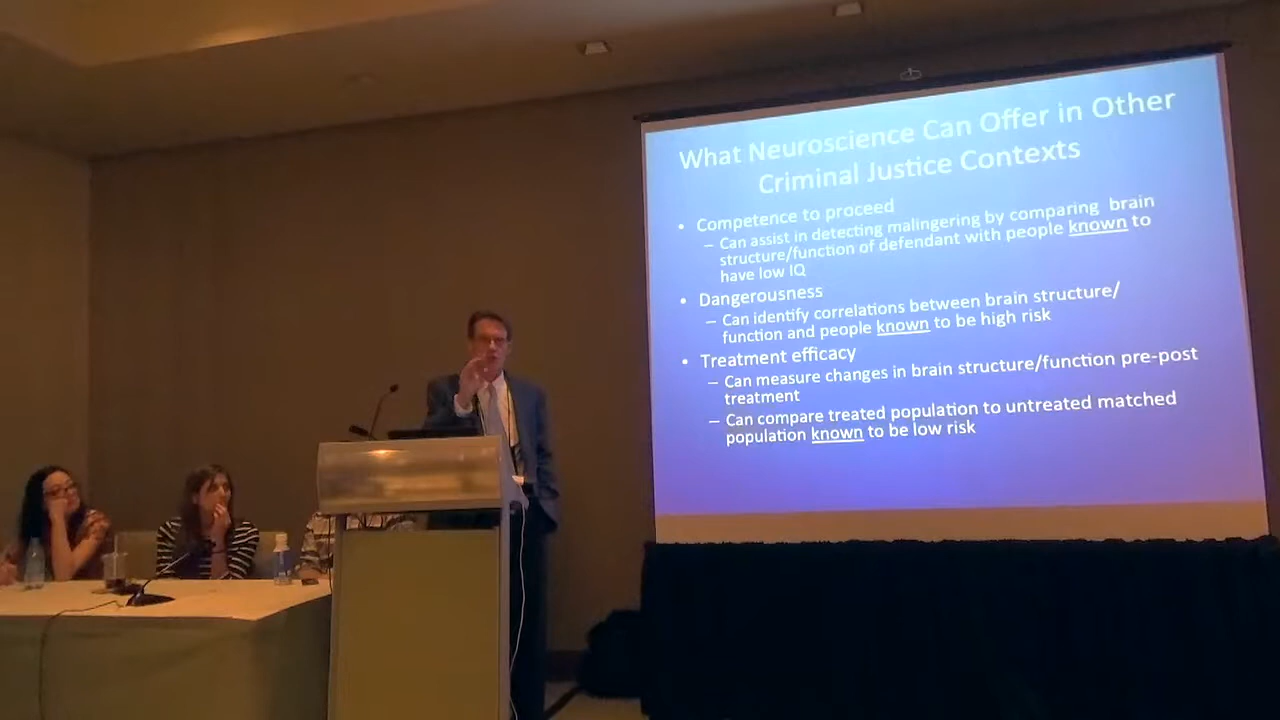 What Neuroscience Can Offer in Other
Criminal Justice Contexts
• Competence to proceed
– Can assist in detecting malingering by comparing brain
structure/function of defendant with people known to
have low IQ
• Dangerousness
– Can identify correlations between brain structure/
function and people known to be high risk
• Treatment efficacy
– Can measure changes in brain structure/function pre-post
treatment
– Can compare treated population to untreated matched
population known to be low risk